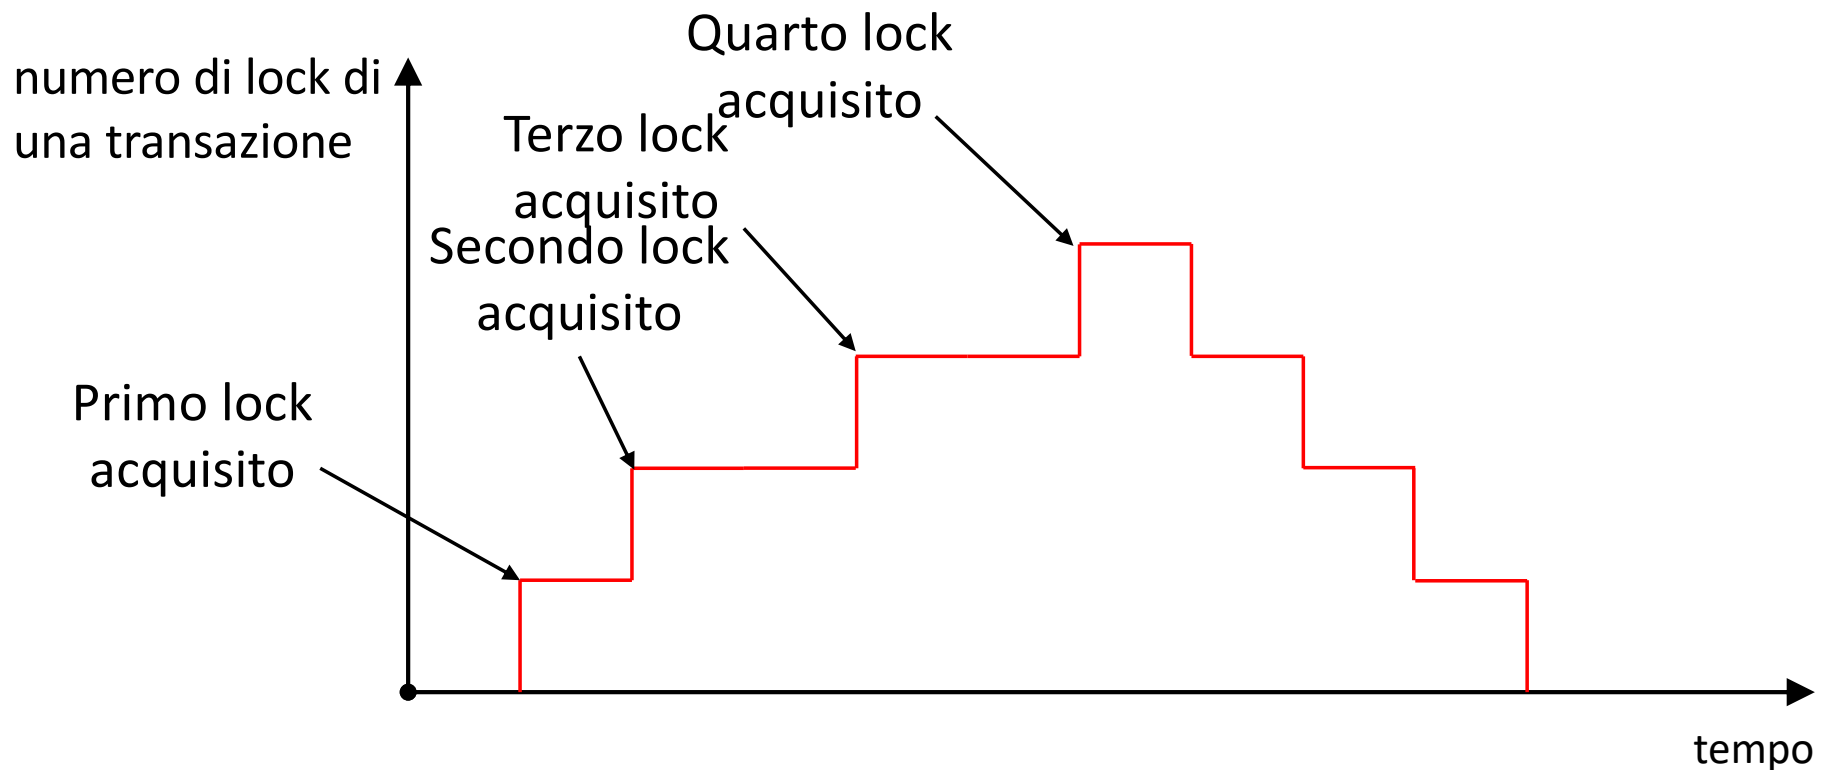 numero di lock di
una transazione
Quarto lock
acquisito
Terzo lock
acquisito
Secondo lock
acquisito
Primo lock
acquisito
tempo